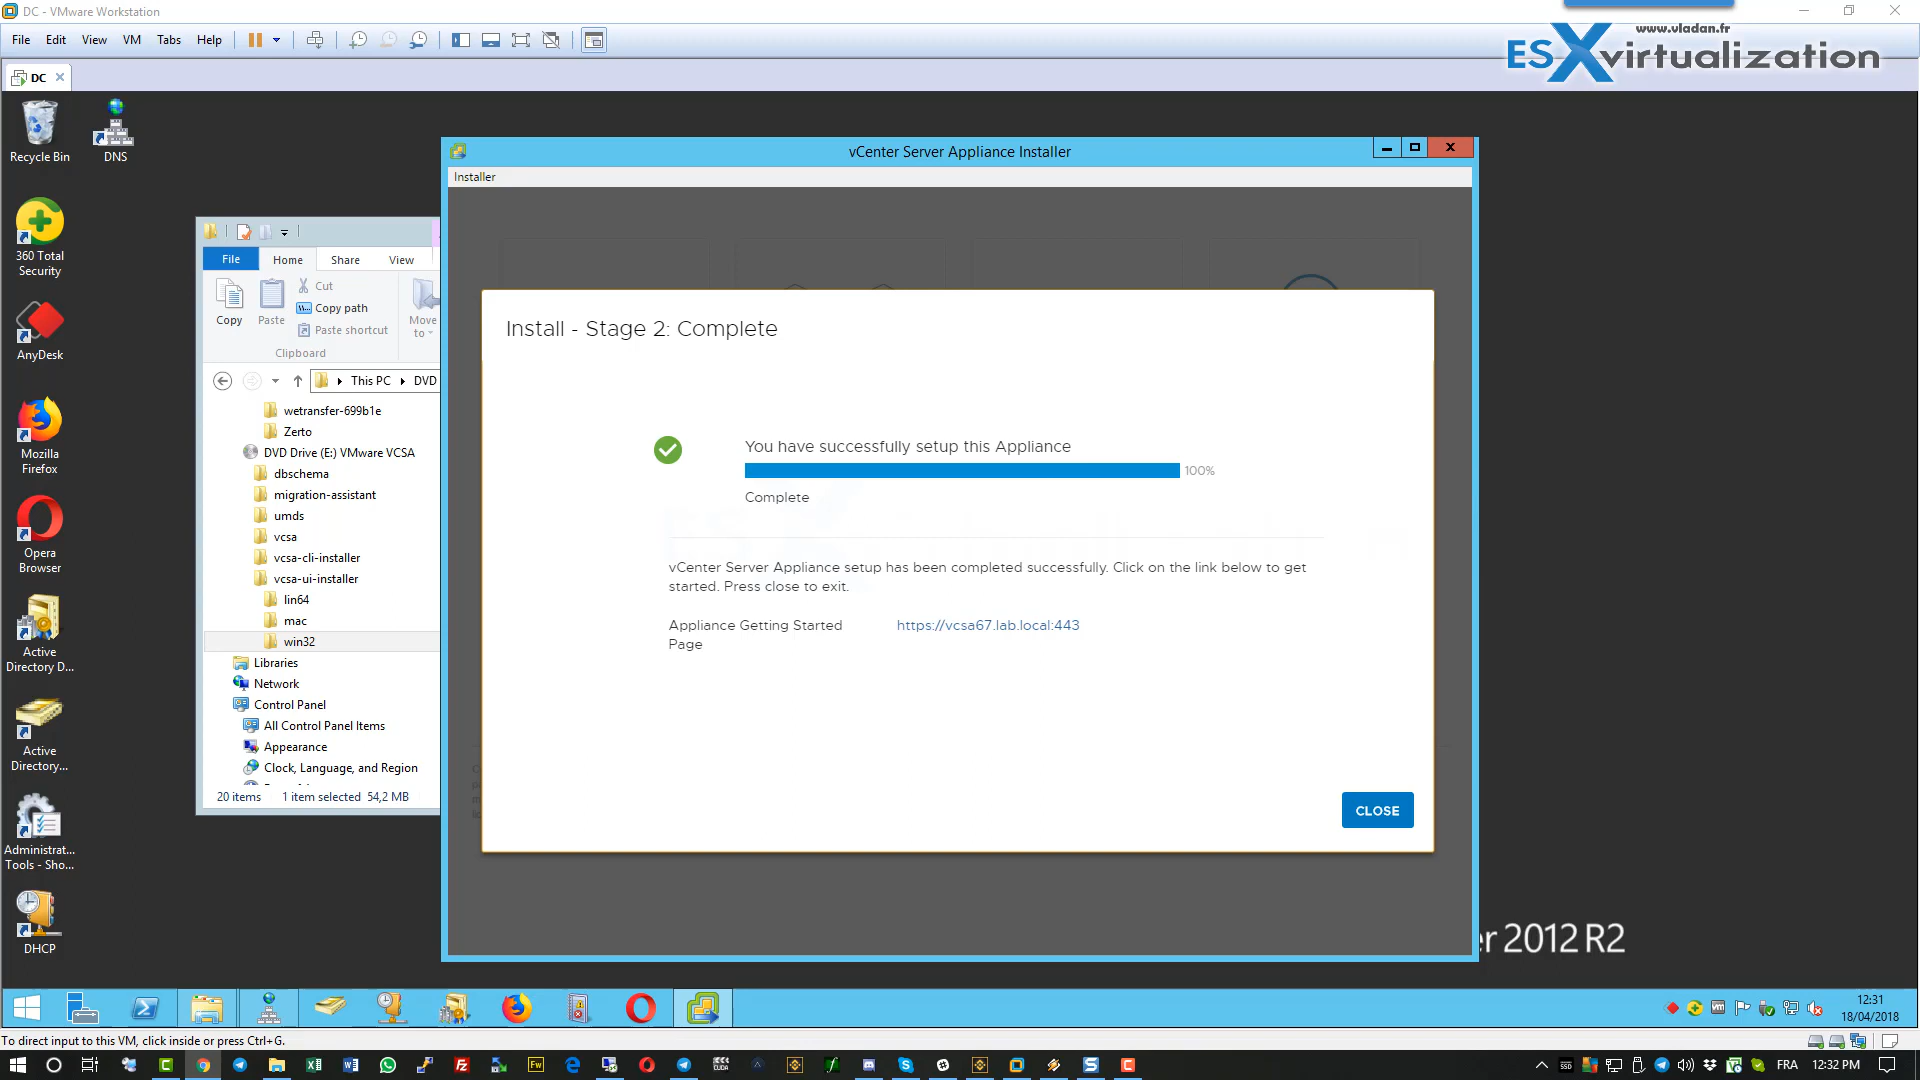 DC - VMware Workstation
File Edit View VM Tabs Help
www.vladan.fr
ESXvirtualization
DC
Recycle Bin
DNS
360 Total
Security
AnyDesk
Mozilla
Firefox
Opera
Browser
Active
Directory D...
Active
Directory...
Administrat...
Tools - Sho...
DHCP
File Home Share View
Copy
Paste
Cut
Copy path
Paste shortcut
Move
to
Clipboard
This PC DVD
wetransfer-699b1e
Zerto
DVD Drive (E:) VMware VCSA
dbschema
migration-assistant
umds
vcsa
vcsa-cli-installer
vcsa-ui-installer
lin64
mac
win32
Libraries
Network
Control Panel
All Control Panel Items
Appearance
Clock, Language, and Region
20 items 1 item selected 54,2 MB
vCenter Server Appliance Installer
Installer
Install - Stage 2: Complete
You have successfully setup this Appliance
100%
Complete
vCenter Server Appliance setup has been completed successfully. Click on the link below to get
started. Press close to exit.
Appliance Getting Started
Page
https://vcsa67.lab.local:443
CLOSE
er 2012 R2
12:31
18/04/2018
To direct input to this VM, click inside or press Ctrl+G.
FRA 12:32 PM